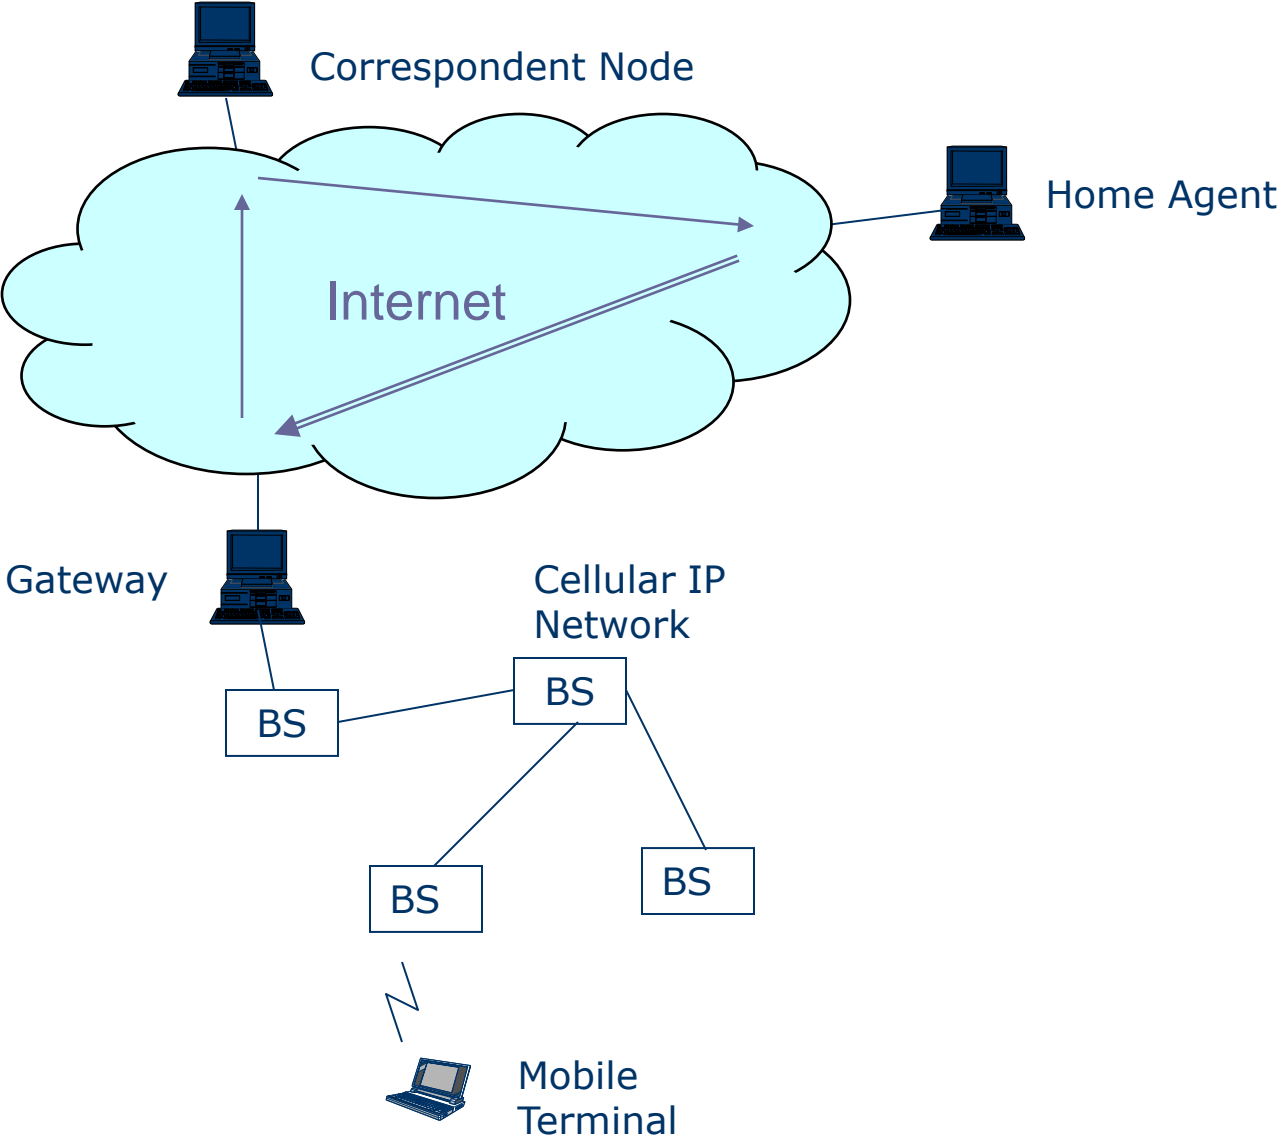 Correspondent Node
Home Agent
Internet
Gateway
Cellular IP
Network
BS
BS
BS
BS
Mobile
Terminal